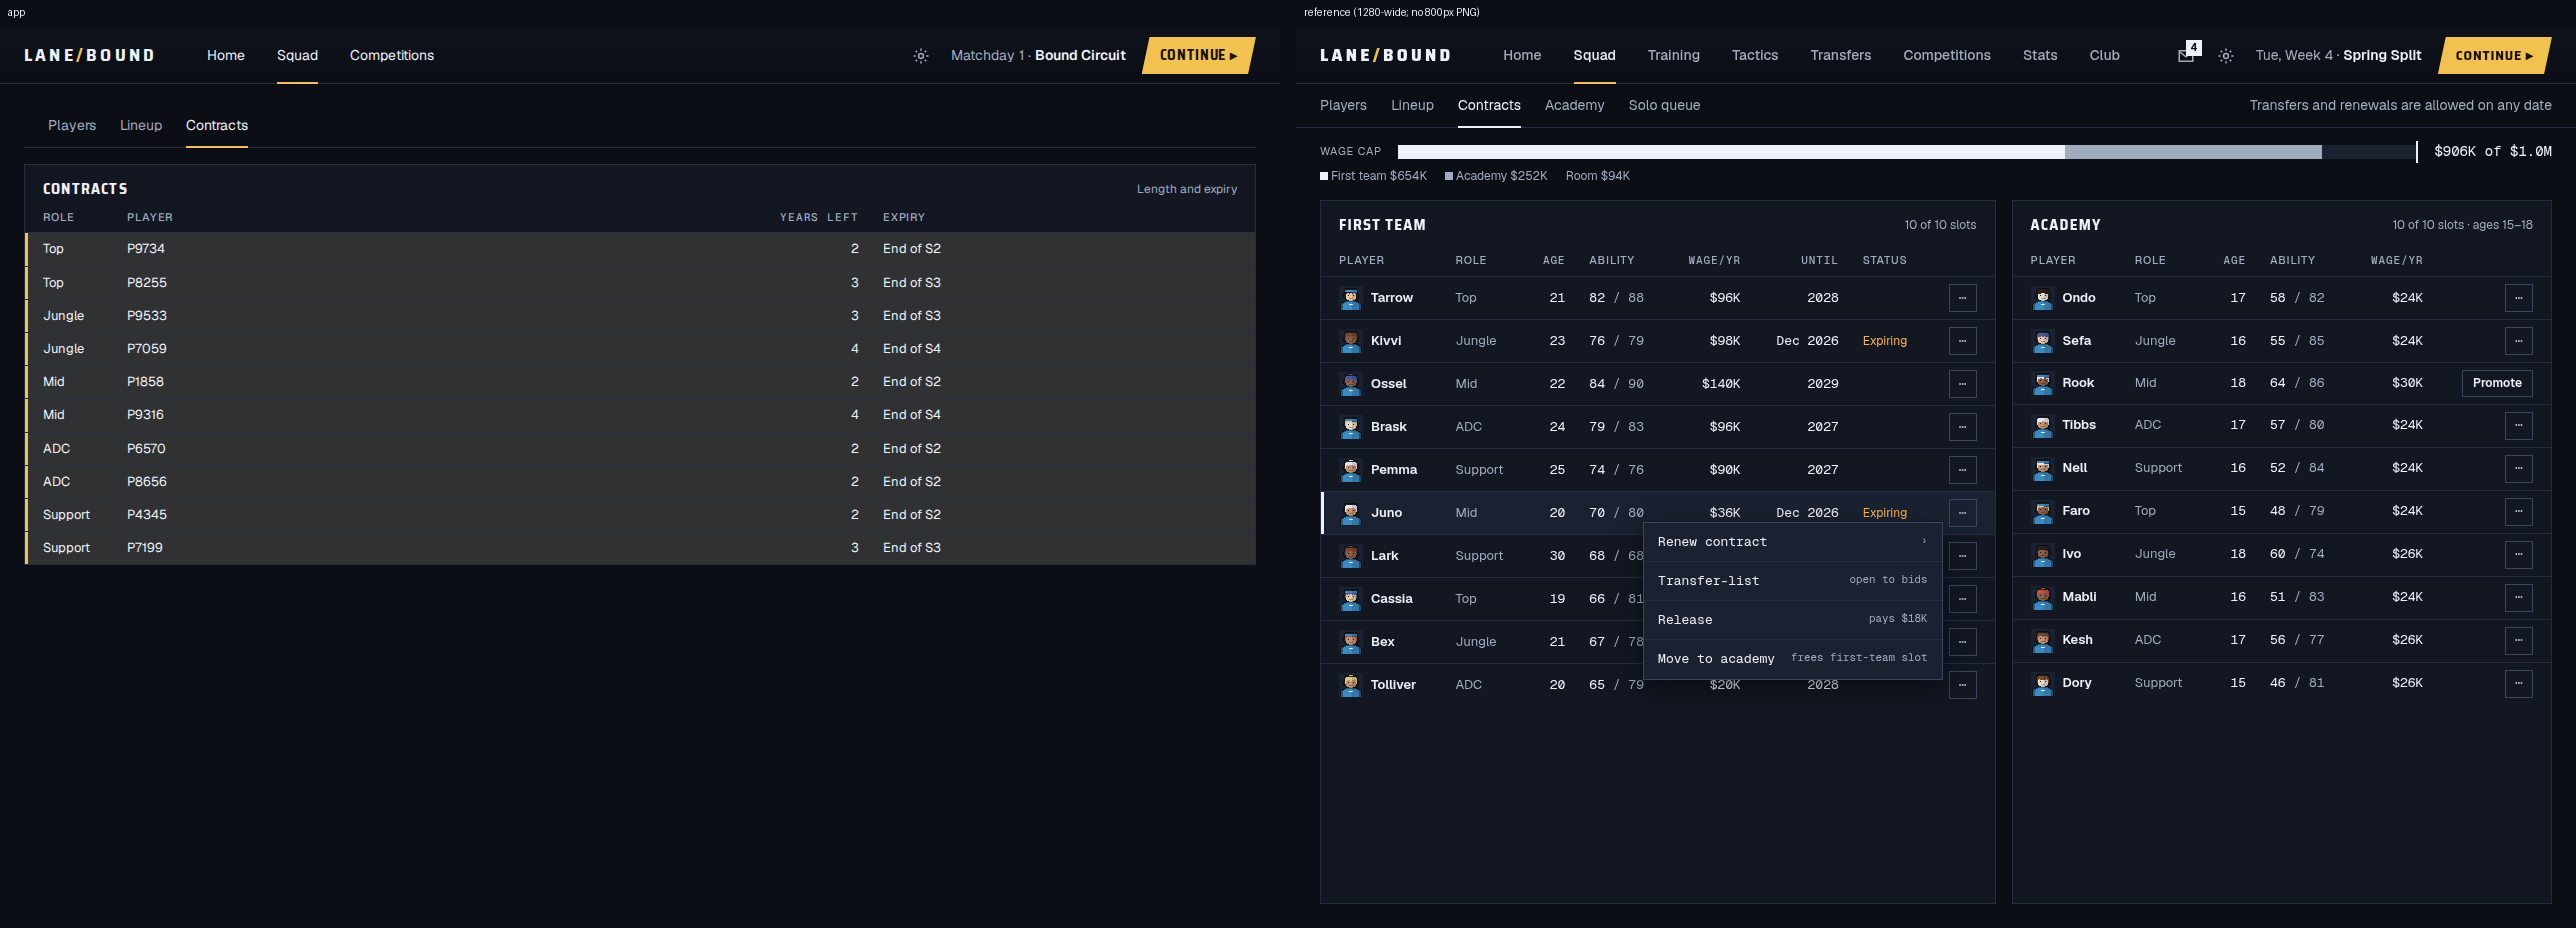 app
LANE/BOUND Home Squad Competitions Matchday 1 · Bound Circuit CONTINUE ▸
Players Lineup Contracts
CONTRACTS Length and expiry
ROLE PLAYER YEARS LEFT EXPIRY
Top P9734 2 End of S2
Top P8255 3 End of S3
Jungle P9533 3 End of S3
Jungle P7059 4 End of S4
Mid P1858 2 End of S2
Mid P9316 4 End of S4
ADC P6570 2 End of S2
ADC P8656 2 End of S2
Support P4345 2 End of S2
Support P7199 3 End of S3
reference (1280-wide; no 800px PNG)
LANE/BOUND Home Squad Training Tactics Transfers Competitions Stats Club 4 Tue, Week 4 · Spring Split CONTINUE ▸
Players Lineup Contracts Academy Solo queue Transfers and renewals are allowed on any date
WAGE CAP $906K of $1.0M
First team $654K Academy $252K Room $94K
FIRST TEAM 10 of 10 slots
PLAYER ROLE AGE ABILITY WAGE/YR UNTIL STATUS
Tarrow Top 21 82 / 88 $96K 2028 ···
Kivvi Jungle 23 76 / 79 $98K Dec 2026 Expiring ···
Ossel Mid 22 84 / 90 $140K 2029 ···
Brask ADC 24 79 / 83 $96K 2027 ···
Pemma Support 25 74 / 76 $90K 2027 ···
Juno Mid 20 70 / 80 $36K Dec 2026 Expiring ···
Lark Support 30 68 / 68 ···
Cassia Top 19 66 / 81 ···
Bex Jungle 21 67 / 78 ···
Tolliver ADC 20 65 / 79 $20K 2028 ···
Renew contract ›
Transfer-list open to bids
Release pays $18K
Move to academy frees first-team slot
ACADEMY 10 of 10 slots · ages 15–18
PLAYER ROLE AGE ABILITY WAGE/YR
Ondo Top 17 58 / 82 $24K ···
Sefa Jungle 16 55 / 85 $24K ···
Rook Mid 18 64 / 86 $30K Promote
Tibbs ADC 17 57 / 80 $24K ···
Nell Support 16 52 / 84 $24K ···
Faro Top 15 48 / 79 $24K ···
Ivo Jungle 18 60 / 74 $26K ···
Mabli Mid 16 51 / 83 $24K ···
Kesh ADC 17 56 / 77 $26K ···
Dory Support 15 46 / 81 $26K ···